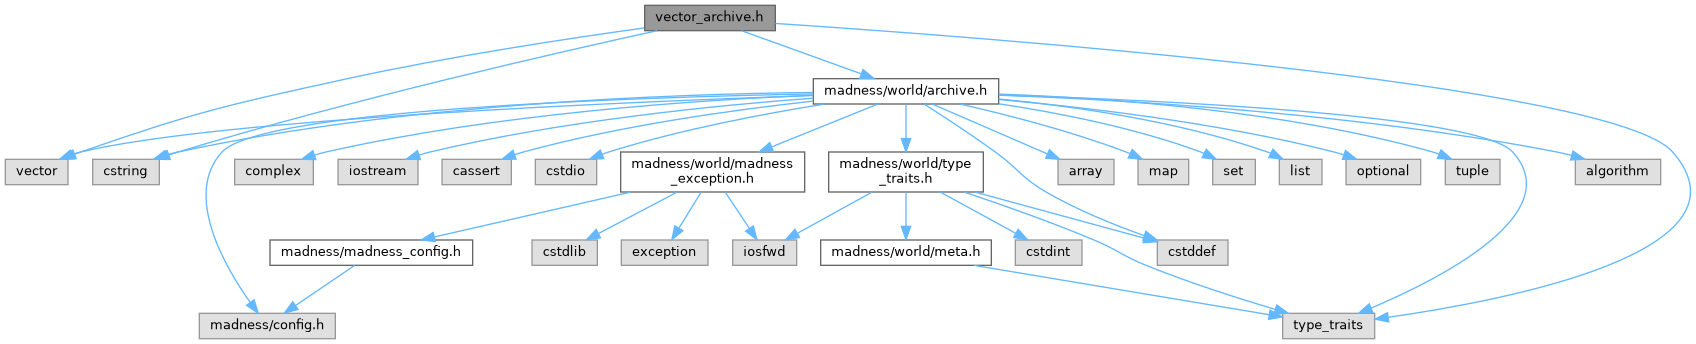 vector_archive.h
madness/world/archive.h
vector
cstring
complex
iostream
cassert
cstdio
madness/world/madness
_exception.h
madness/world/type
_traits.h
array
map
set
list
optional
tuple
algorithm
madness/madness_config.h
cstdlib
exception
iosfwd
madness/world/meta.h
cstdint
cstddef
madness/config.h
type_traits